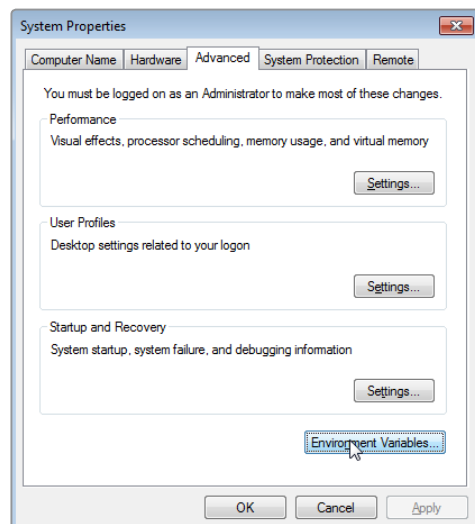 System Properties
Computer Name Hardware Advanced System Protection Remote
You must be logged on as an Administrator to make most of these changes.
Performance
Visual effects, processor scheduling, memory usage, and virtual memory
Settings...
User Profiles
Desktop settings related to your logon
Settings...
Startup and Recovery
System startup, system failure, and debugging information
Settings...
Environment Variables...
OK Cancel Apply